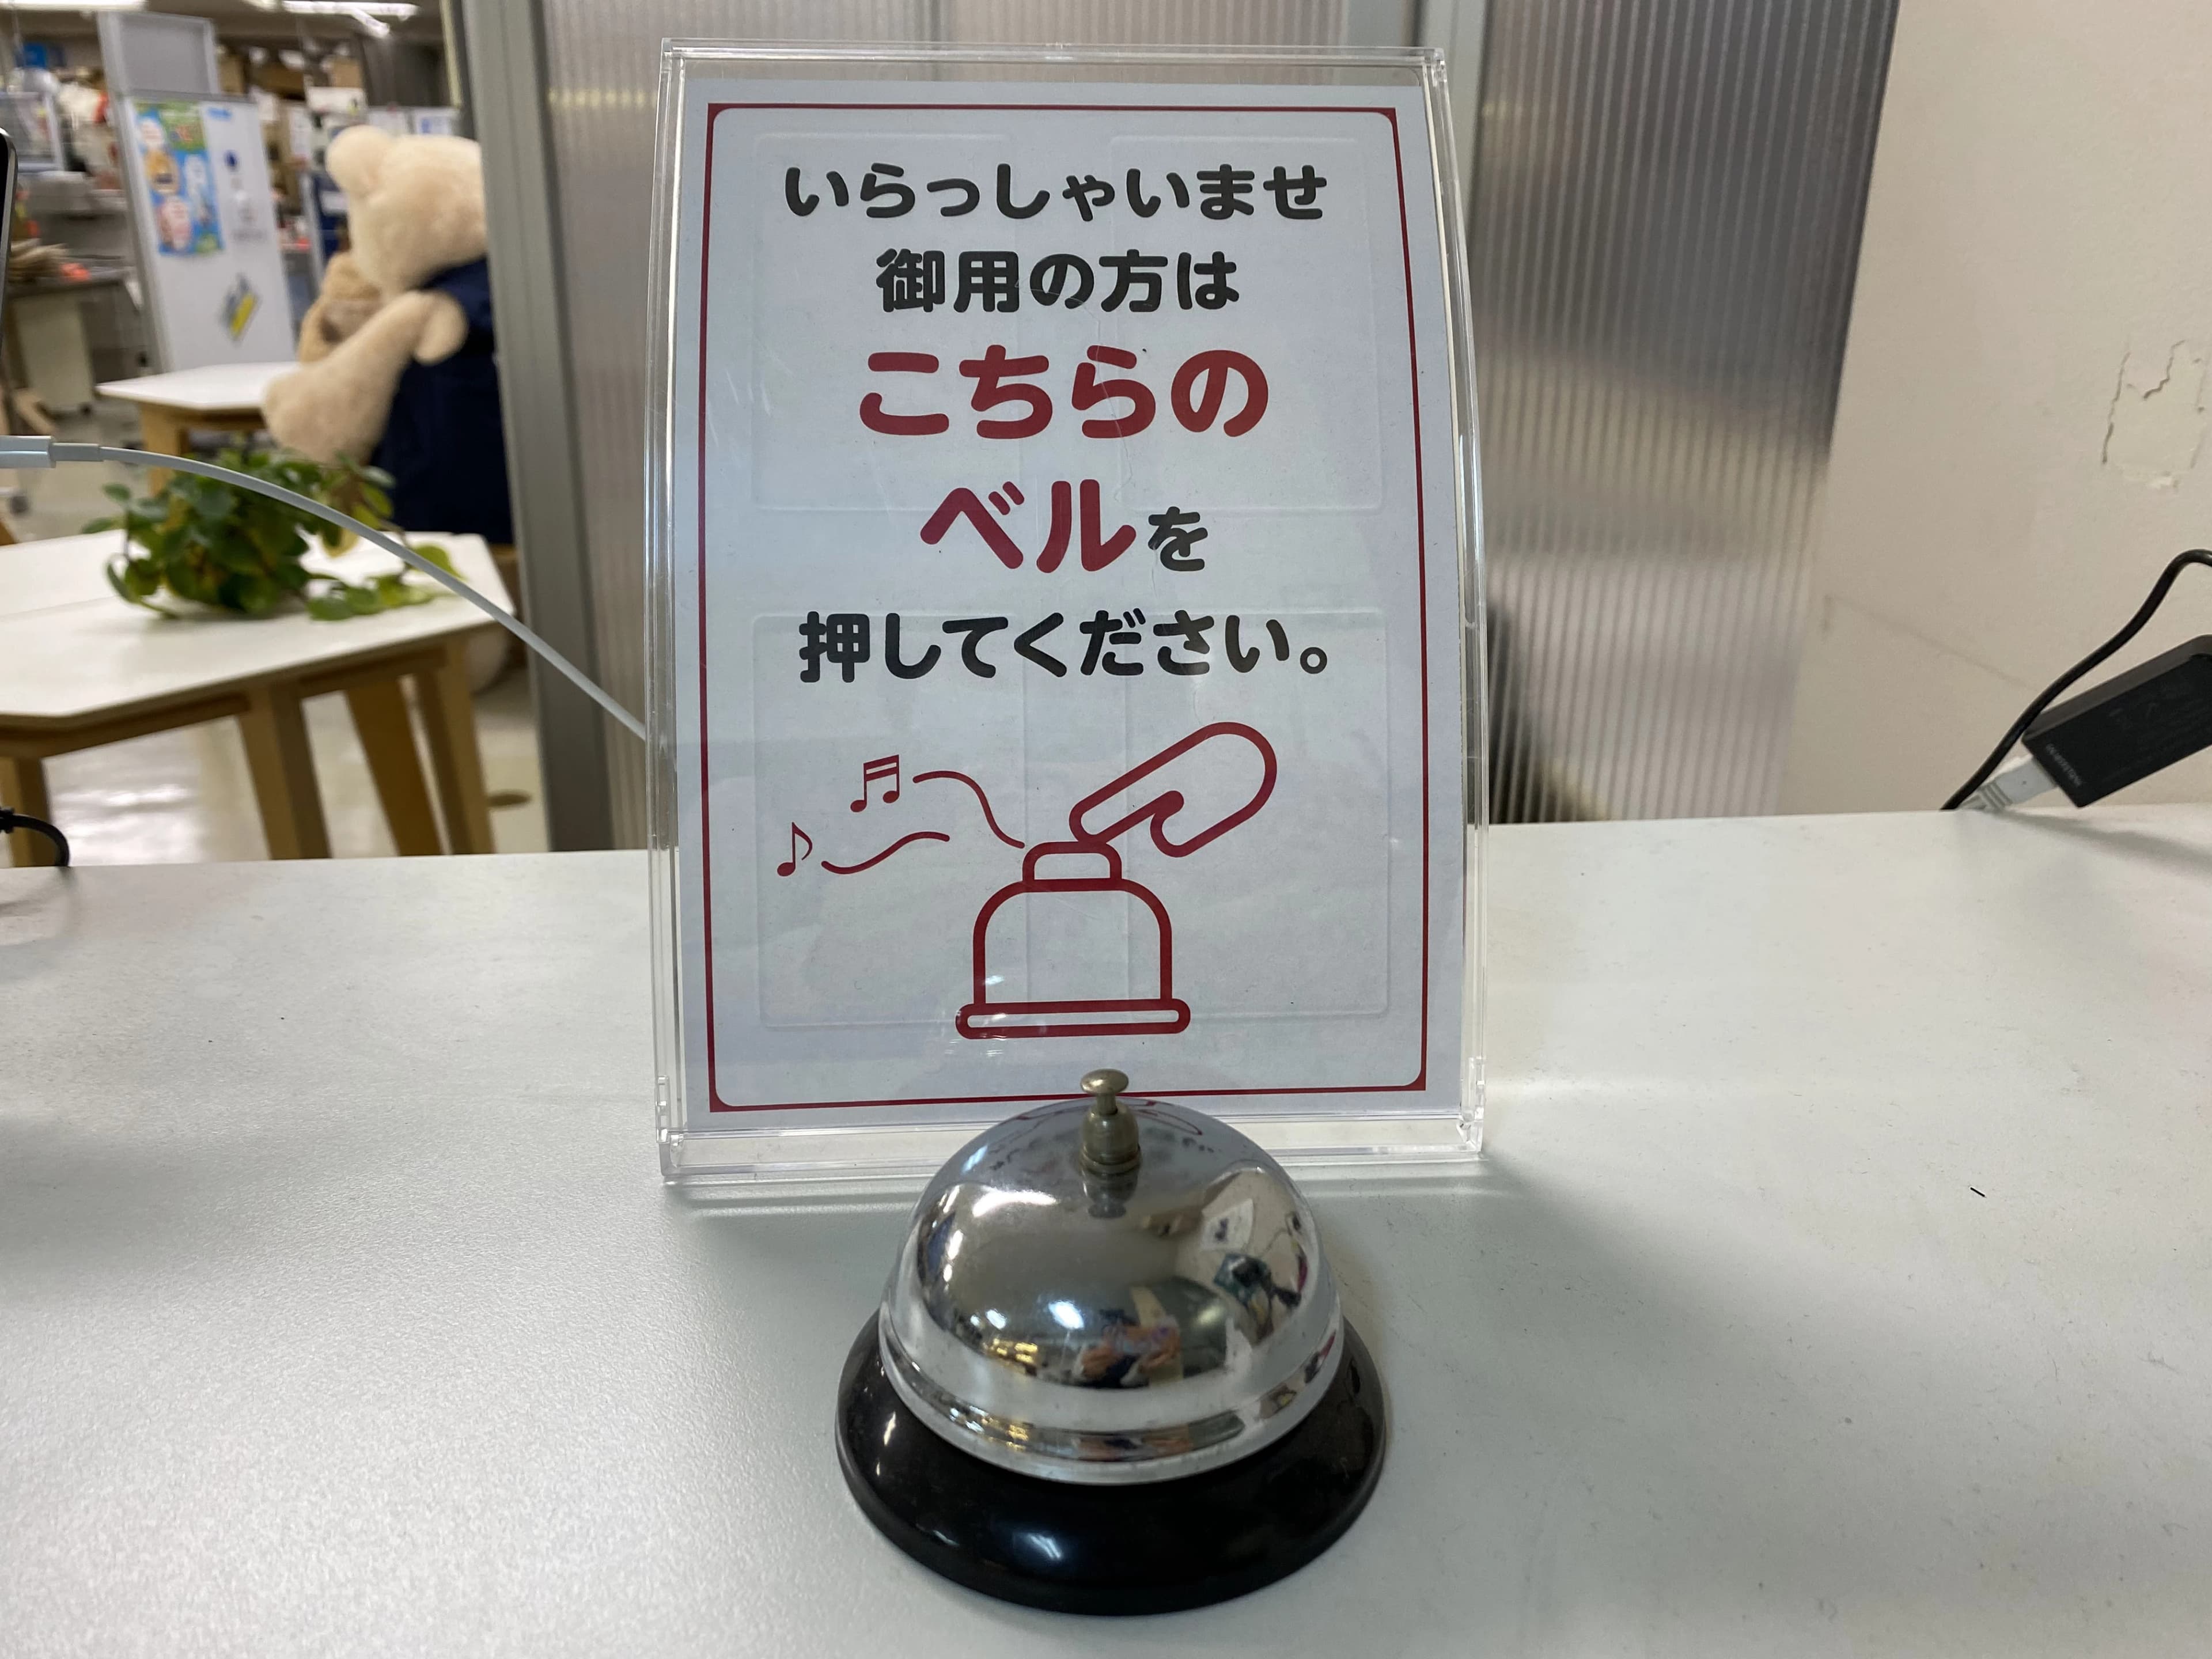 いらっしゃいませ
御用の方は
こちらの
ベルを
押してください。